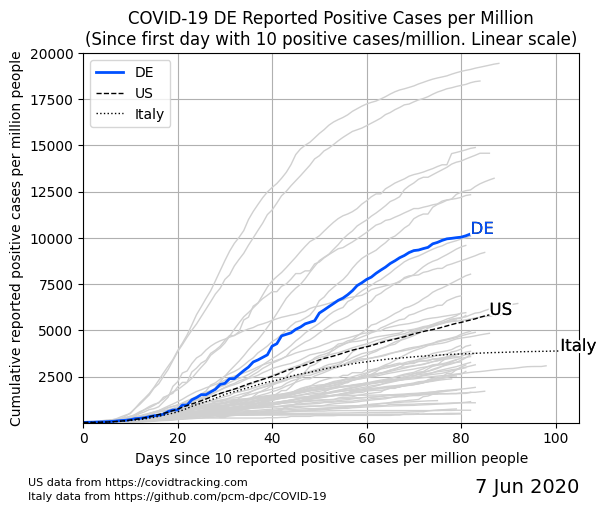 COVID-19 DE Reported Positive Cases per Million
(Since first day with 10 positive cases/million. Linear scale)
Cumulative reported positive cases per million people
20000
17500
15000
12500
10000
7500
5000
2500
DE
US
Italy
DE
US
Italy
0
20
40
60
80
100
Days since 10 reported positive cases per million people
US data from https://covidtracking.com
Italy data from https://github.com/pcm-dpc/COVID-19
7 Jun 2020